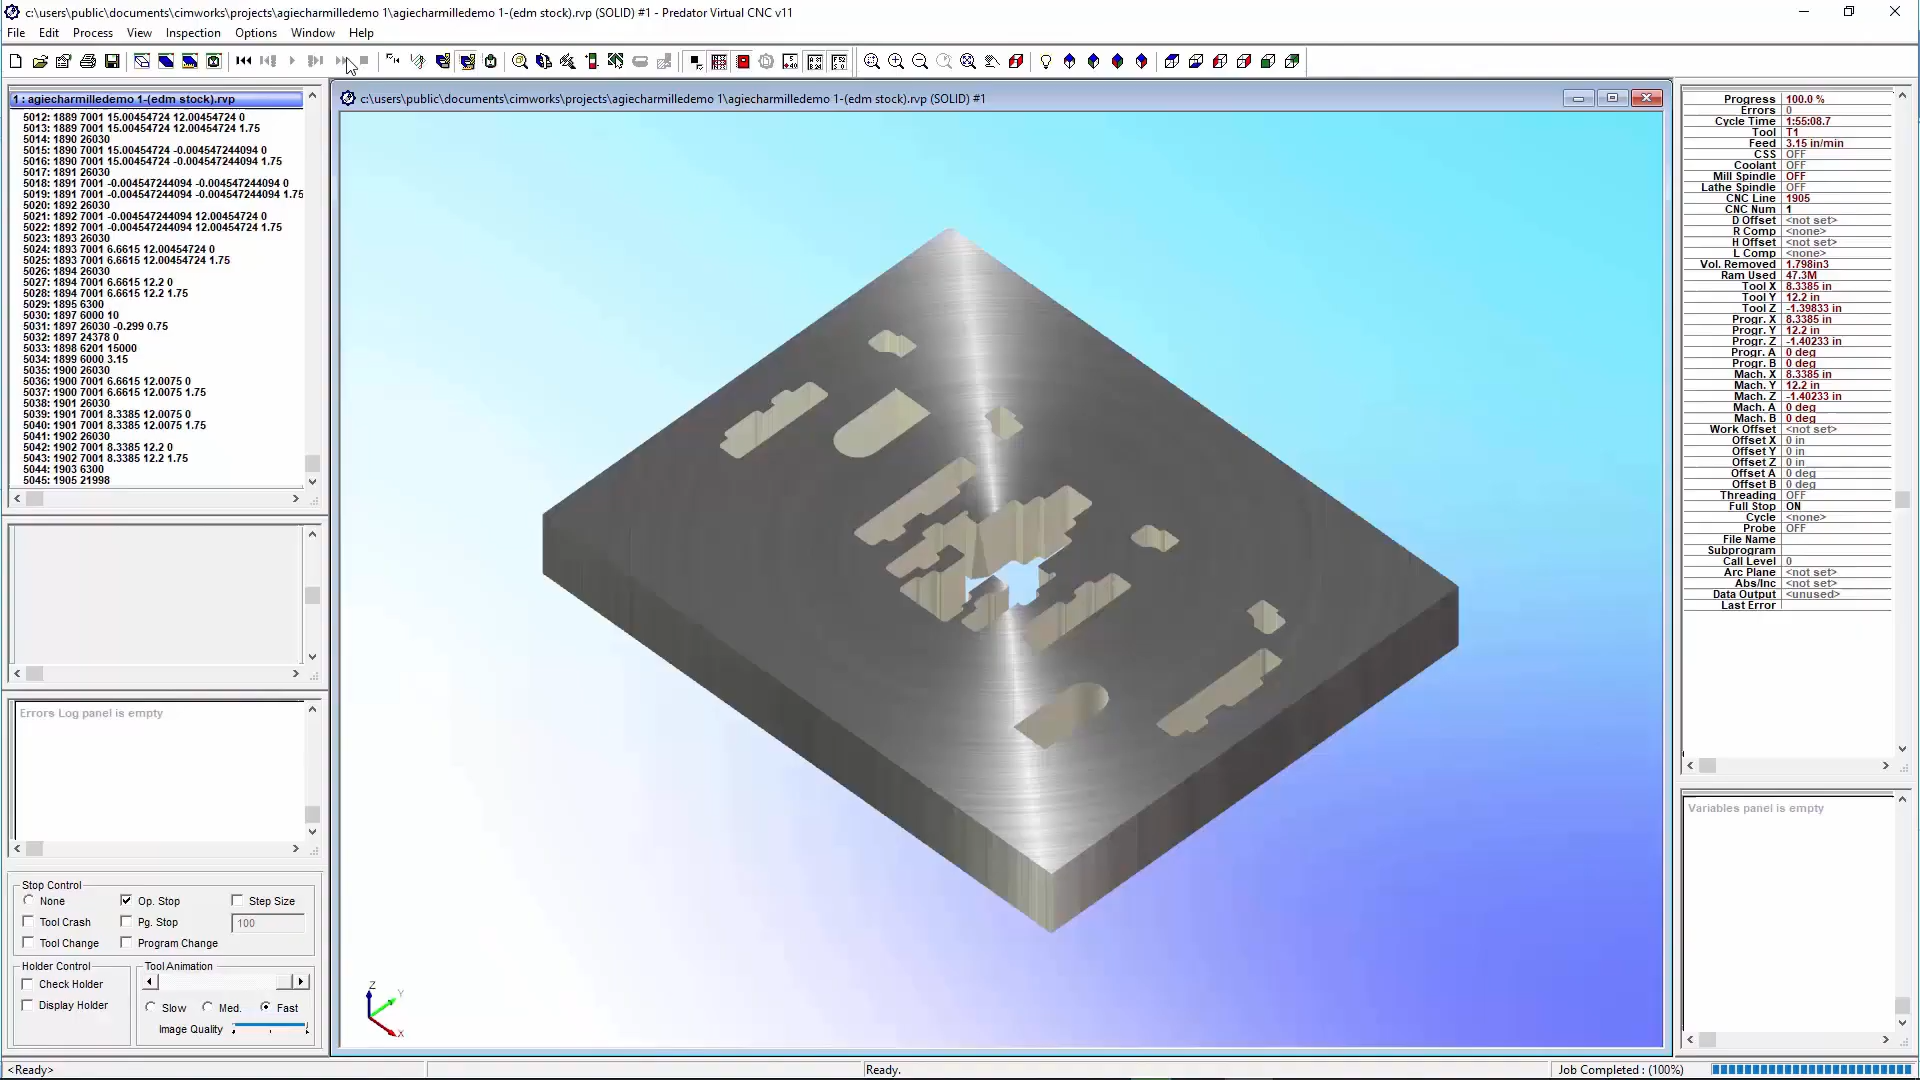 c:\users\public\documents\cimworks\projects\agiecharmilledemo 1\agiecharmilledemo 1-(edm stock).rvp (SOLID) #1 - Predator Virtual CNC v11
File Edit Process View Inspection Options Window Help
1 : agiecharmilledemo 1-(edm stock).rvp
5012: 1889 7001 15.00454724 12.00454724 0
5013: 1889 7001 15.00454724 12.00454724 1.75
5014: 1890 26030
5015: 1890 7001 15.00454724 -0.004547244094 0
5016: 1890 7001 15.00454724 -0.004547244094 1.75
5017: 1891 26030
5018: 1891 7001 -0.004547244094 -0.004547244094 0
5019: 1891 7001 -0.004547244094 -0.004547244094 1.75
5020: 1892 26030
5021: 1892 7001 -0.004547244094 12.00454724 0
5022: 1892 7001 -0.004547244094 12.00454724 1.75
5023: 1893 26030
5024: 1893 7001 6.6615 12.00454724 0
5025: 1893 7001 6.6615 12.00454724 1.75
5026: 1894 26030
5027: 1894 7001 6.6615 12.2 0
5028: 1894 7001 6.6615 12.2 1.75
5029: 1895 6300
5030: 1897 6000 10
5031: 1897 26030 -0.299 0.75
5032: 1897 24378 0
5033: 1898 6201 15000
5034: 1899 6000 3.15
5035: 1900 26030
5036: 1900 7001 6.6615 12.0075 0
5037: 1900 7001 6.6615 12.0075 1.75
5038: 1901 26030
5039: 1901 7001 8.3385 12.0075 0
5040: 1901 7001 8.3385 12.0075 1.75
5041: 1902 26030
5042: 1902 7001 8.3385 12.2 0
5043: 1902 7001 8.3385 12.2 1.75
5044: 1903 6300
5045: 1905 21998
Errors Log panel is empty
Stop Control
None Op. Stop Step Size
Tool Crash Pg. Stop 100
Tool Change Program Change
Holder Control
Check Holder
Display Holder
Tool Animation
Slow Med. Fast
Image Quality
c:\users\public\documents\cimworks\projects\agiecharmilledemo 1\agiecharmilledemo 1-(edm stock).rvp (SOLID) #1
Z
Y
X
Progress 100.0 %
Errors 0
Cycle Time 1:55:08.7
Tool T1
Feed 3.15 in/min
CSS OFF
Coolant OFF
Mill Spindle OFF
Lathe Spindle OFF
CNC Line 1905
CNC Num 1
D Offset <not set>
R Comp <none>
H Offset <not set>
L Comp <none>
Vol. Removed 1.798in3
Ram Used 47.3M
Tool X 8.3385 in
Tool Y 12.2 in
Tool Z -1.39833 in
Progr. X 8.3385 in
Progr. Y 12.2 in
Progr. Z -1.40233 in
Progr. A 0 deg
Progr. B 0 deg
Mach. X 8.3385 in
Mach. Y 12.2 in
Mach. Z -1.40233 in
Mach. A 0 deg
Mach. B 0 deg
Work Offset <not set>
Offset X 0 in
Offset Y 0 in
Offset Z 0 in
Offset A 0 deg
Offset B 0 deg
Threading OFF
Full Stop ON
Cycle <none>
Probe OFF
File Name
Subprogram
Call Level 0
Arc Plane <not set>
Abs/Inc <not set>
Data Output <unused>
Last Error
Variables panel is empty
<Ready>
Ready.
Job Completed : (100%)